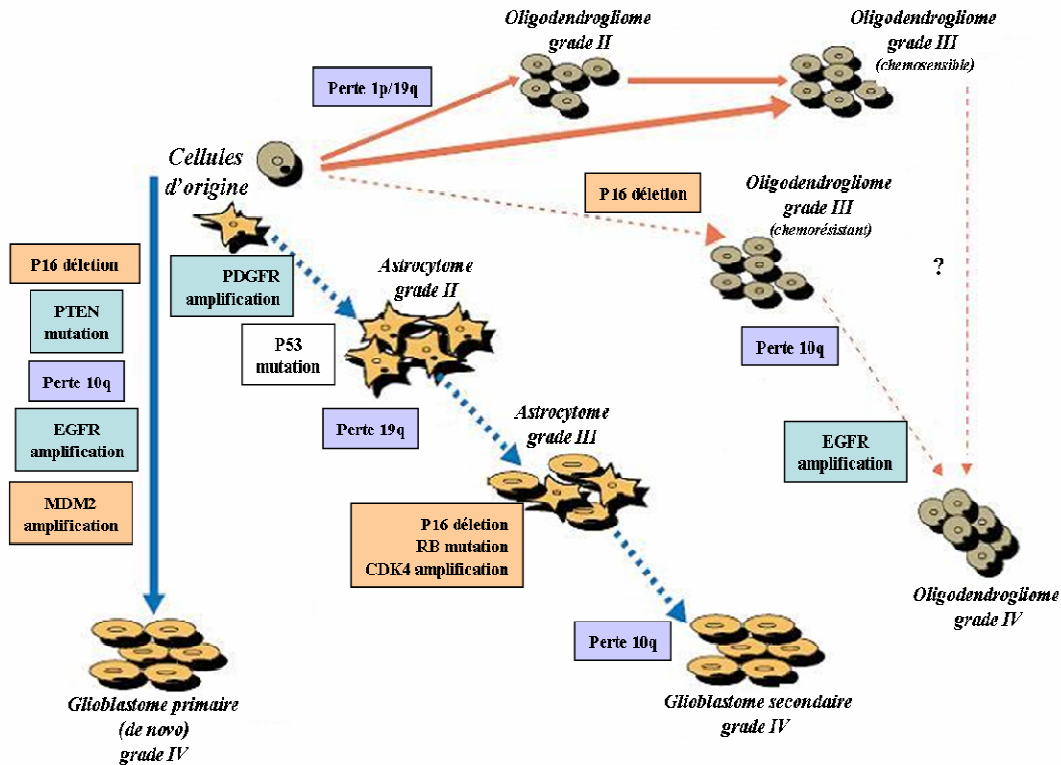 Oligodendrogliome
grade II
Oligodendrogliome
grade III
(chemosensible)
Perte 1p/19q
Cellules
d'origine
P16 déletion
Oligodendrogliome
grade III
(chemorésistant)
P16 déletion
PTEN
mutation
Perte 10q
EGFR
amplification
MDM2
amplification
PDGFR
amplification
P53
mutation
Astrocytome
grade II
Perte 19q
Astrocytome
grade III
?
Perte 10q
EGFR
amplification
P16 déletion
RB mutation
CDK4 amplification
Perte 10q
Oligodendrogliome
grade IV
Glioblastome primaire
(de novo)
grade IV
Glioblastome secondaire
grade IV